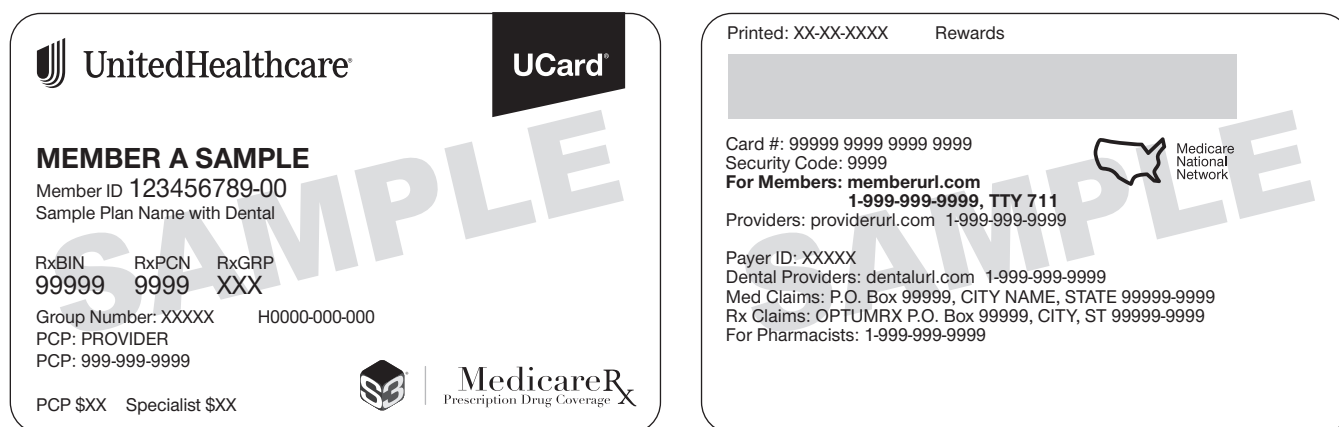 UnitedHealthcare®
UCard®
MEMBER A SAMPLE
Member ID 123456789-00
Sample Plan Name with Dental
RxBIN RxPCN RxGRP
99999 9999 XXX
Group Number: XXXXX H0000-000-000
PCP: PROVIDER
PCP: 999-999-9999
PCP $XX Specialist $XX
S3
MedicareRx
Prescription Drug Coverage
SAMPLE
Printed: XX-XX-XXXX Rewards
Card #: 99999 9999 9999 9999
Security Code: 9999
For Members: memberurl.com
1-999-999-9999, TTY 711
Providers: providerurl.com 1-999-999-9999
Medicare
National
Network
Payer ID: XXXXX
Dental Providers: dentalurl.com 1-999-999-9999
Med Claims: P.O. Box 99999, CITY NAME, STATE 99999-9999
Rx Claims: OPTUMRX P.O. Box 99999, CITY, ST 99999-9999
For Pharmacists: 1-999-999-9999
SAMPLE